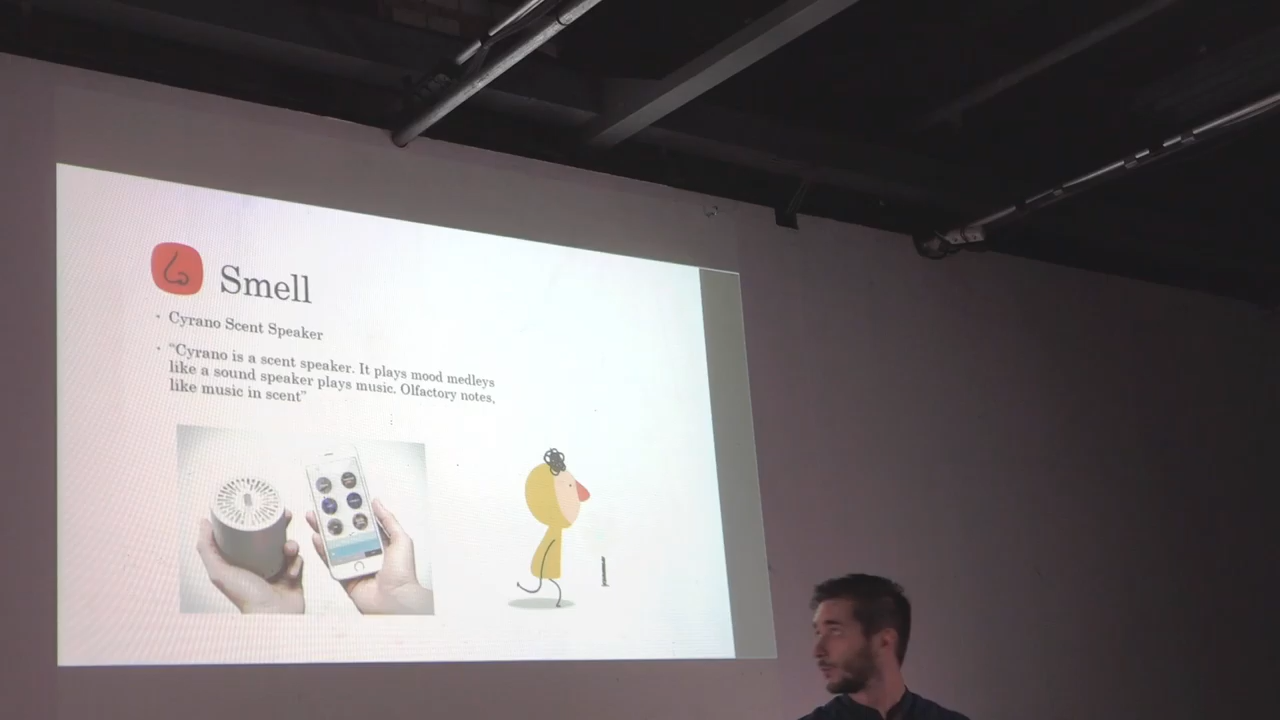 Smell
• Cyrano Scent Speaker
• "Cyrano is a scent speaker. It plays mood medleys
like a sound speaker plays music. Olfactory notes,
like music in scent"